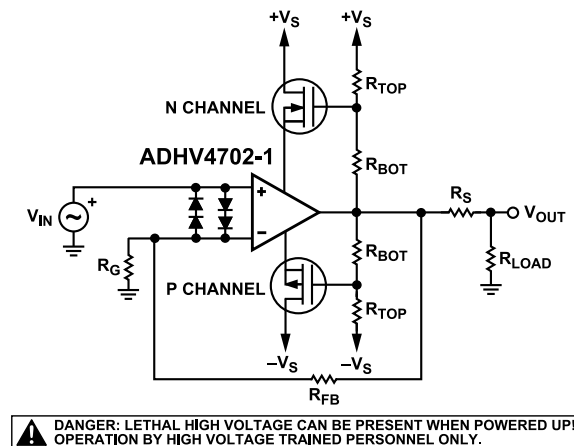 +VS +VS
RTOP
N CHANNEL
ADHV4702-1
RBOT
VIN
+
+
−
RS
VOUT
RG
RBOT
RLOAD
P CHANNEL
RTOP
−VS −VS
RFB
DANGER: LETHAL HIGH VOLTAGE CAN BE PRESENT WHEN POWERED UP!
OPERATION BY HIGH VOLTAGE TRAINED PERSONNEL ONLY.